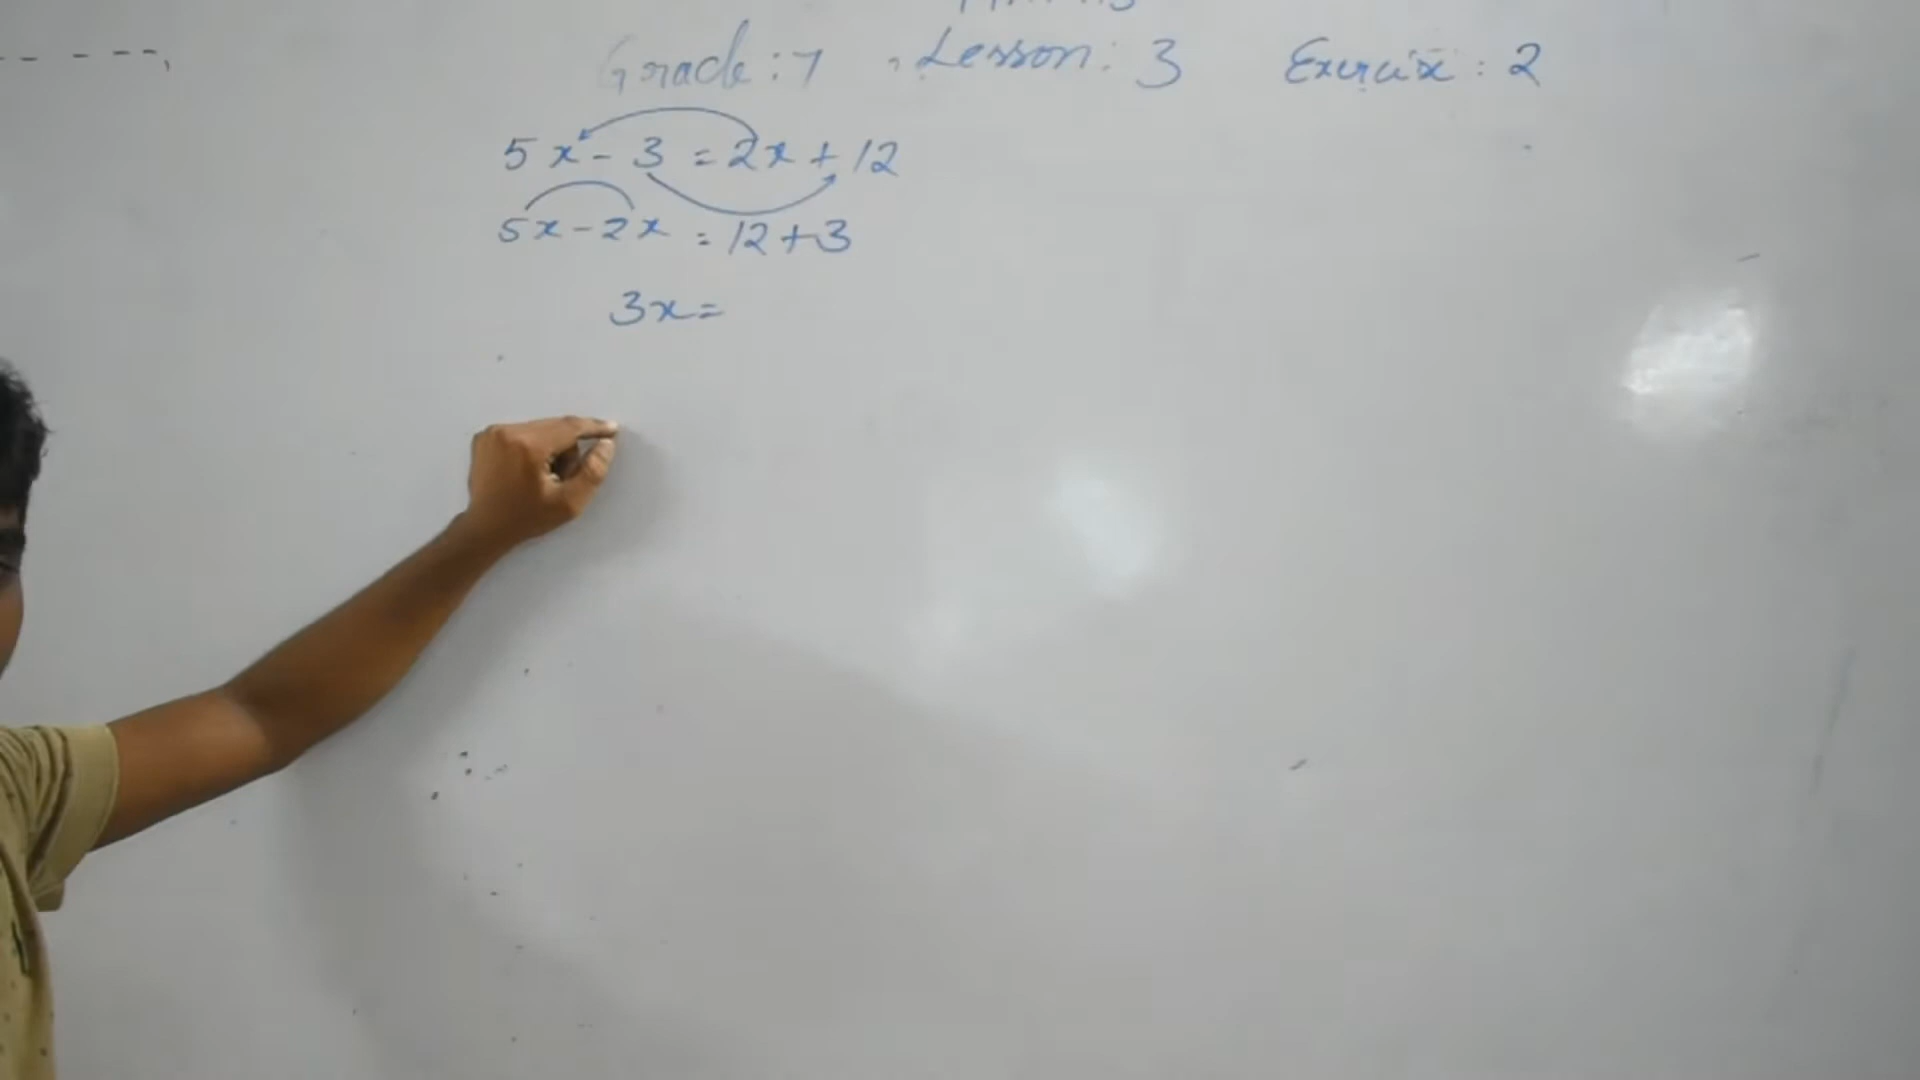 Grade : 7, Lesson : 3 Exercise : 2
5x - 3 = 2x + 12
5x - 2x = 12 + 3
3x =